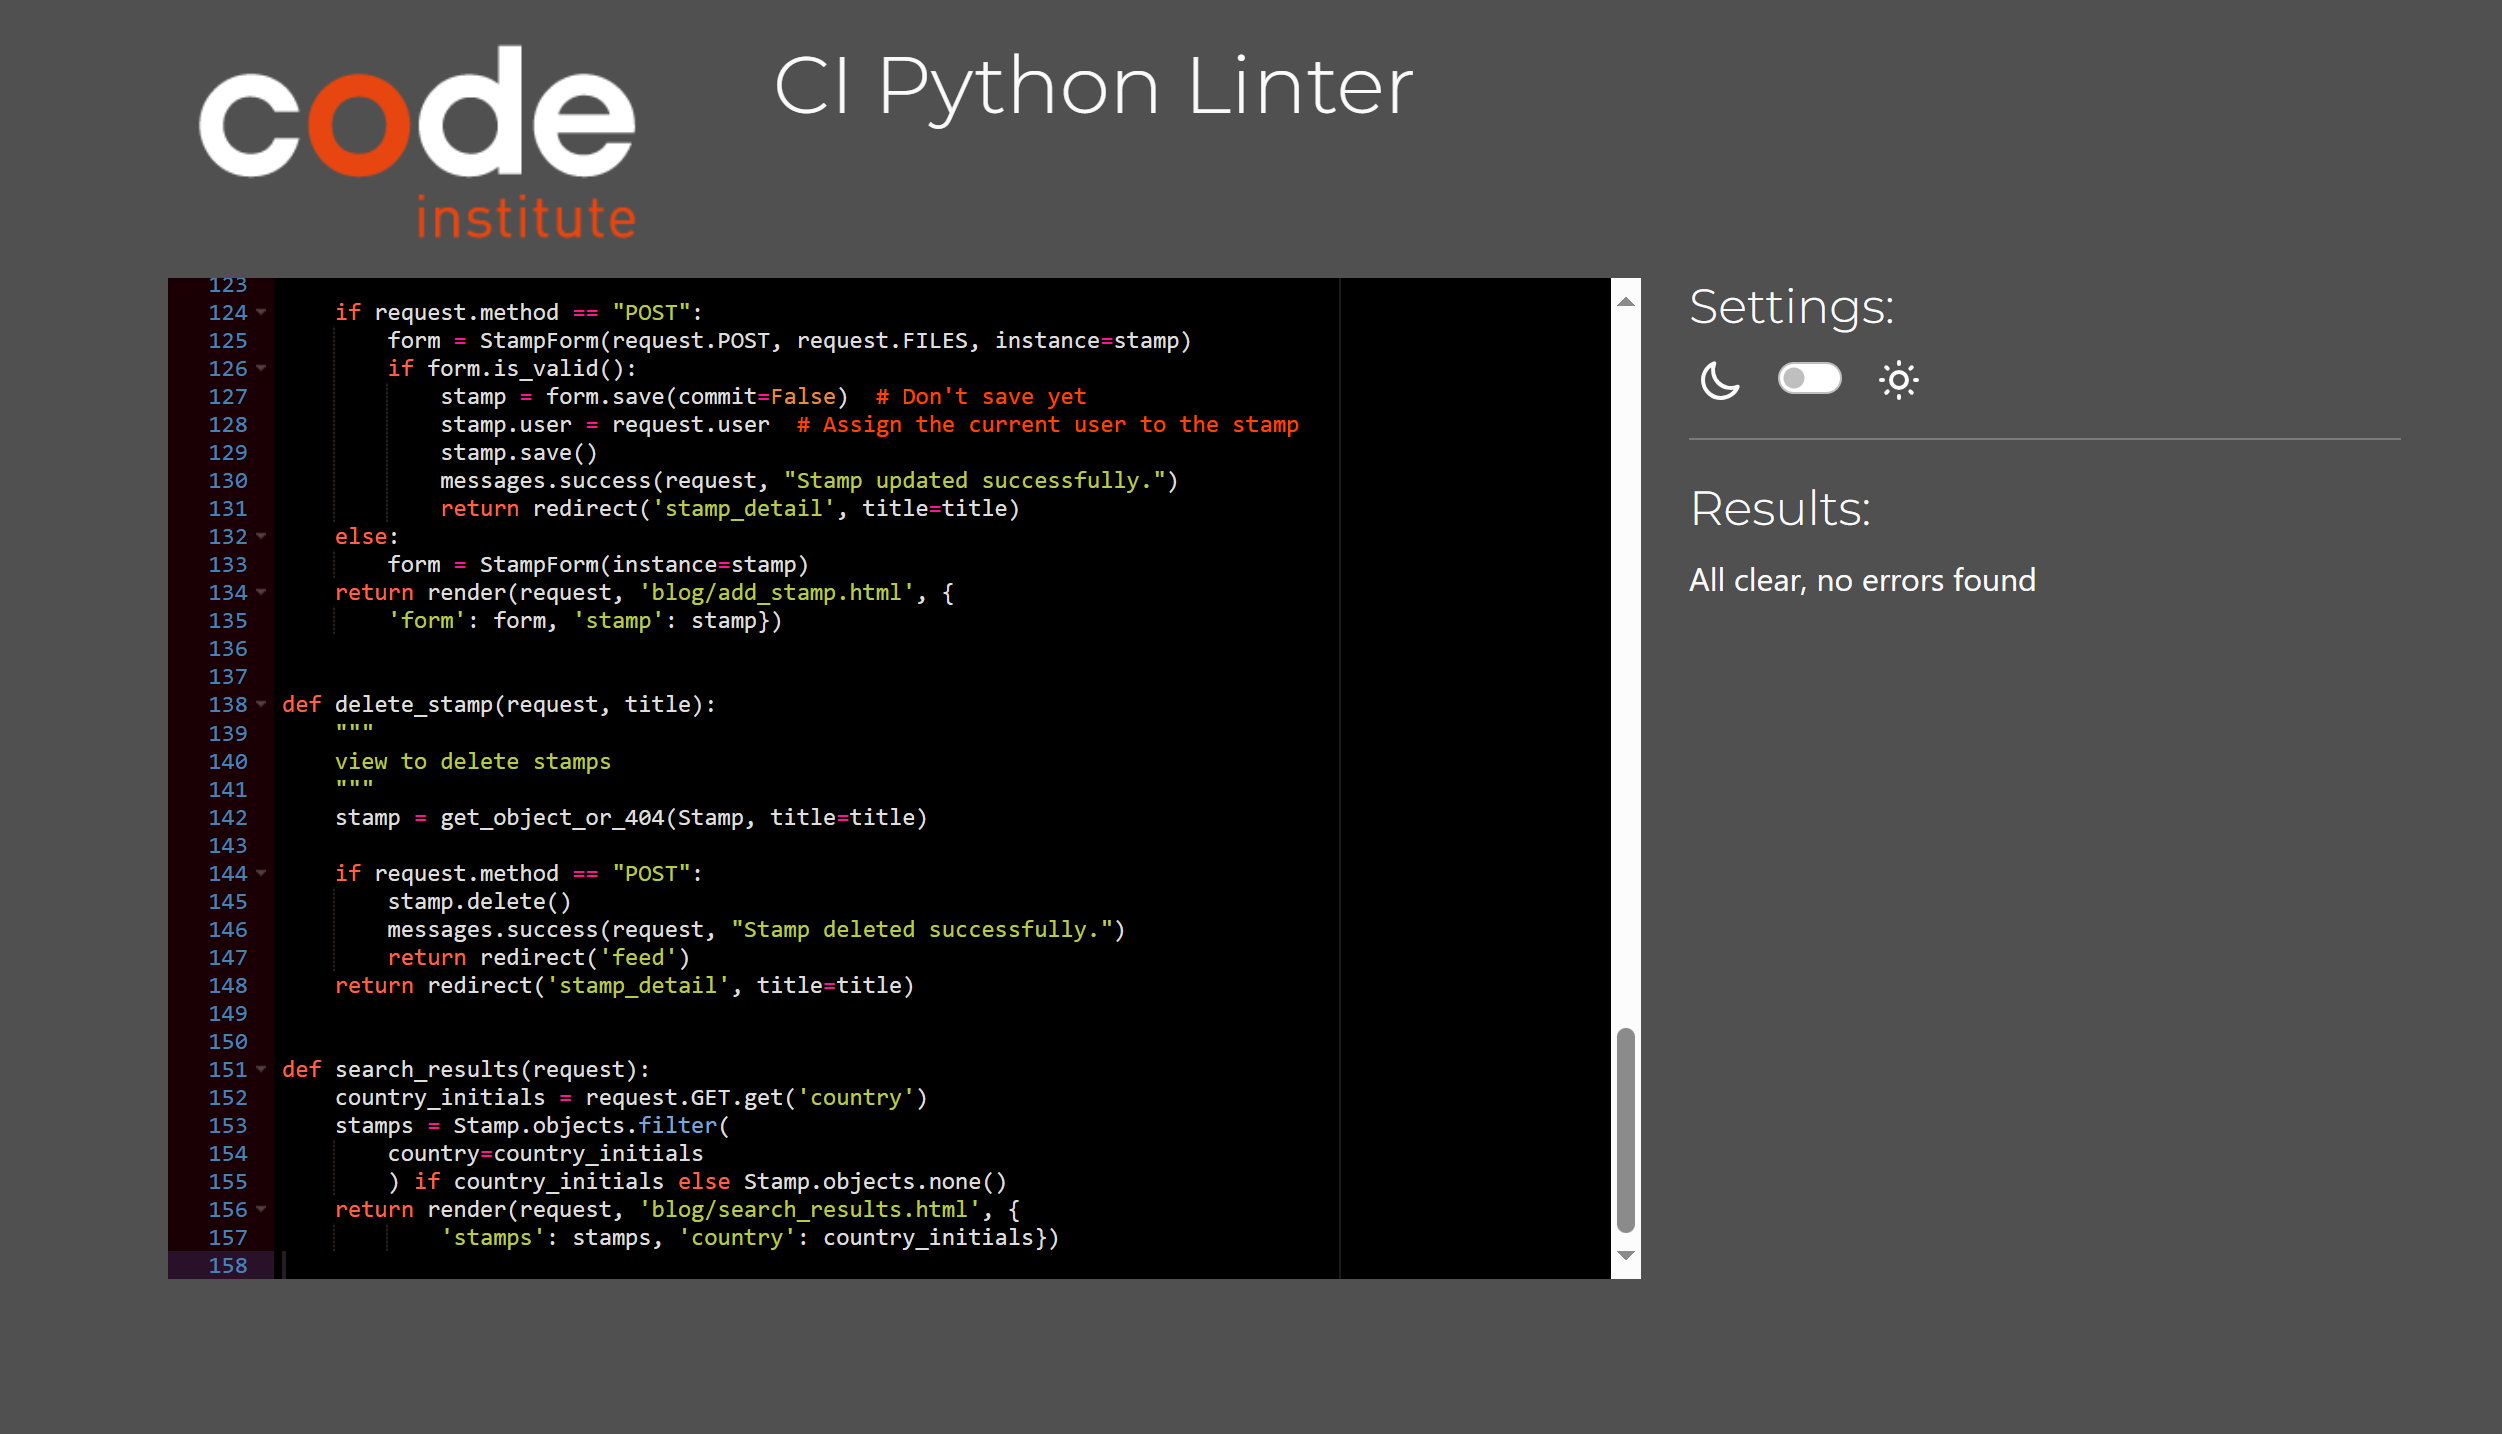 code
institute
CI Python Linter
123
124     if request.method == "POST":
125         form = StampForm(request.POST, request.FILES, instance=stamp)
126         if form.is_valid():
127             stamp = form.save(commit=False)  # Don't save yet
128             stamp.user = request.user  # Assign the current user to the stamp
129             stamp.save()
130             messages.success(request, "Stamp updated successfully.")
131             return redirect('stamp_detail', title=title)
132     else:
133         form = StampForm(instance=stamp)
134     return render(request, 'blog/add_stamp.html', {
135         'form': form, 'stamp': stamp})
136
137
138 def delete_stamp(request, title):
139     """
140     view to delete stamps
141     """
142     stamp = get_object_or_404(Stamp, title=title)
143
144     if request.method == "POST":
145         stamp.delete()
146         messages.success(request, "Stamp deleted successfully.")
147         return redirect('feed')
148     return redirect('stamp_detail', title=title)
149
150
151 def search_results(request):
152     country_initials = request.GET.get('country')
153     stamps = Stamp.objects.filter(
154         country=country_initials
155         ) if country_initials else Stamp.objects.none()
156     return render(request, 'blog/search_results.html', {
157             'stamps': stamps, 'country': country_initials})
158
Settings:
Results:
All clear, no errors found